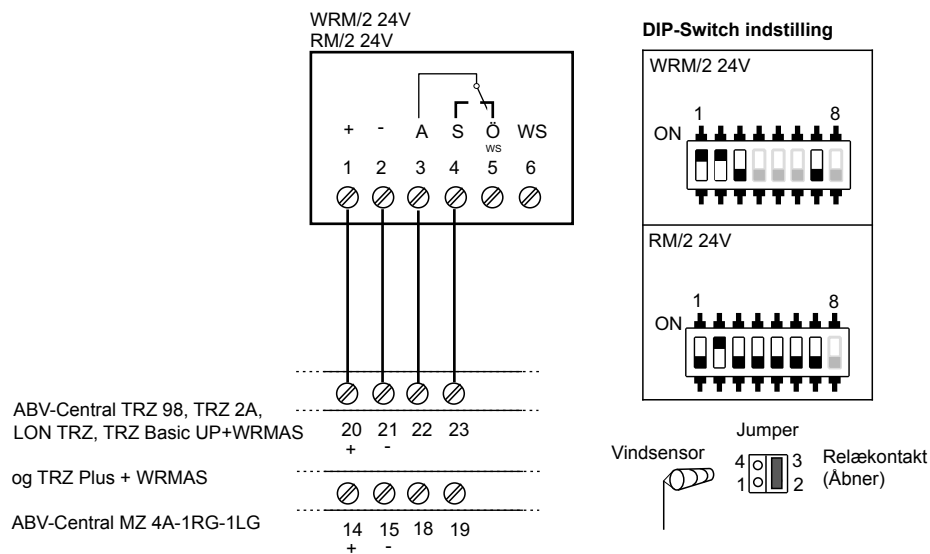 WRM/2 24V
RM/2 24V
+ - A S Ö WS
WS
1 2 3 4 5 6
ABV-Central TRZ 98, TRZ 2A,
LON TRZ, TRZ Basic UP+WRMAS
20 21 22 23
+ -
og TRZ Plus + WRMAS
ABV-Central MZ 4A-1RG-1LG
14 15 18 19
+ -
DIP-Switch indstilling
WRM/2 24V
1 8
ON
RM/2 24V
1 8
ON
Jumper
Vindsensor
4 3
1 2
Relækontakt
(Åbner)